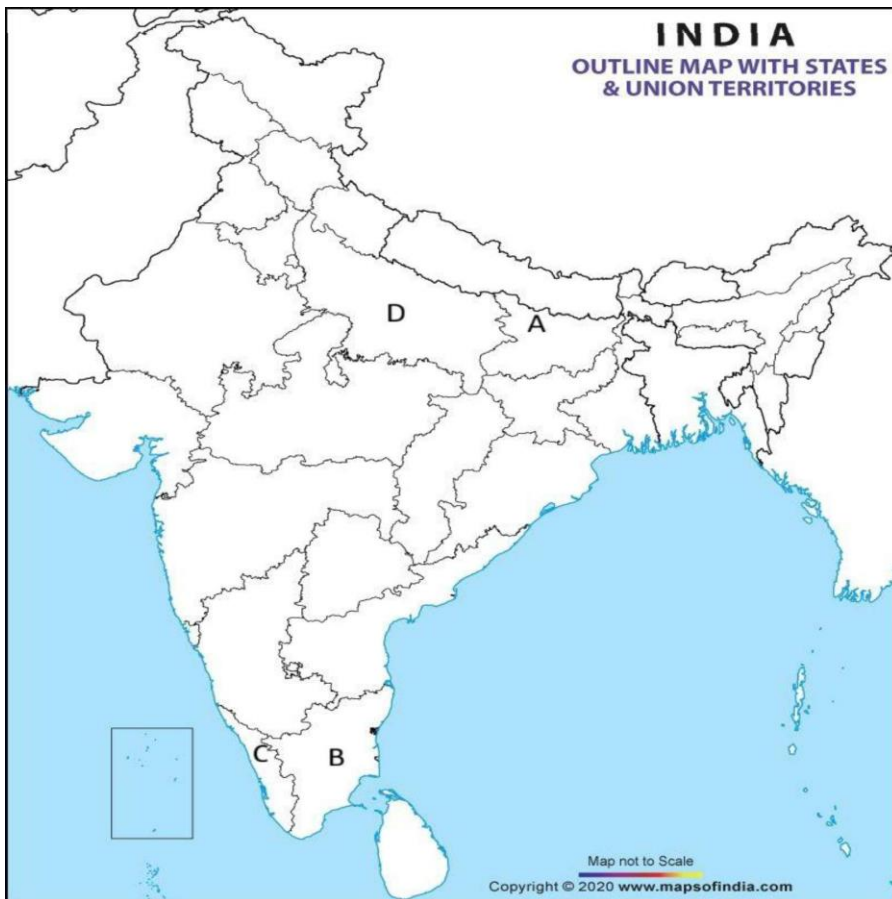 INDIA
OUTLINE MAP WITH STATES
& UNION TERRITORIES
D
A
C
B
Map not to Scale
Copyright © 2020 www.mapsofindia.com